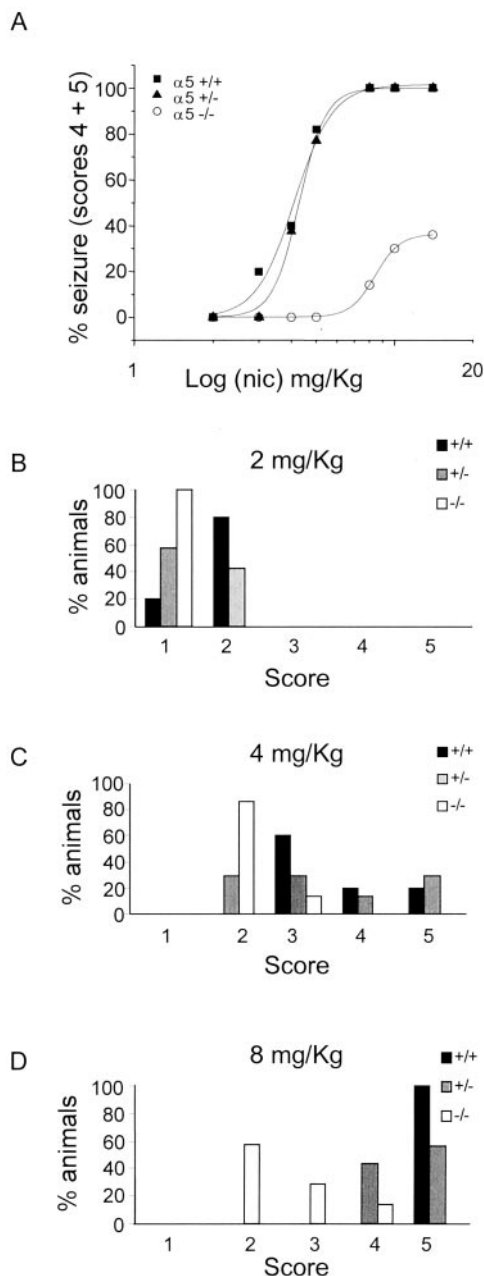 A
% seizure (scores 4 + 5)
100
80
60
40
20
0
α5 +/+
α5 +/-
α5 -/-
1
20
Log (nic) mg/Kg
B
2 mg/Kg
+/+
+/-
-/-
% animals
100
80
60
40
20
0
1 2 3 4 5
Score
C
4 mg/Kg
+/+
+/-
-/-
% animals
100
80
60
40
20
0
1 2 3 4 5
Score
D
8 mg/Kg
+/+
+/-
-/-
% animals
100
80
60
40
20
0
1 2 3 4 5
Score